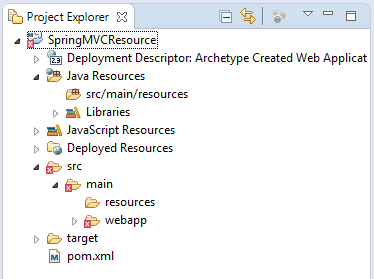 Project Explorer
SpringMVCResource
Deployment Descriptor: Archetype Created Web Applicat
Java Resources
src/main/resources
Libraries
JavaScript Resources
Deployed Resources
src
main
resources
webapp
target
pom.xml